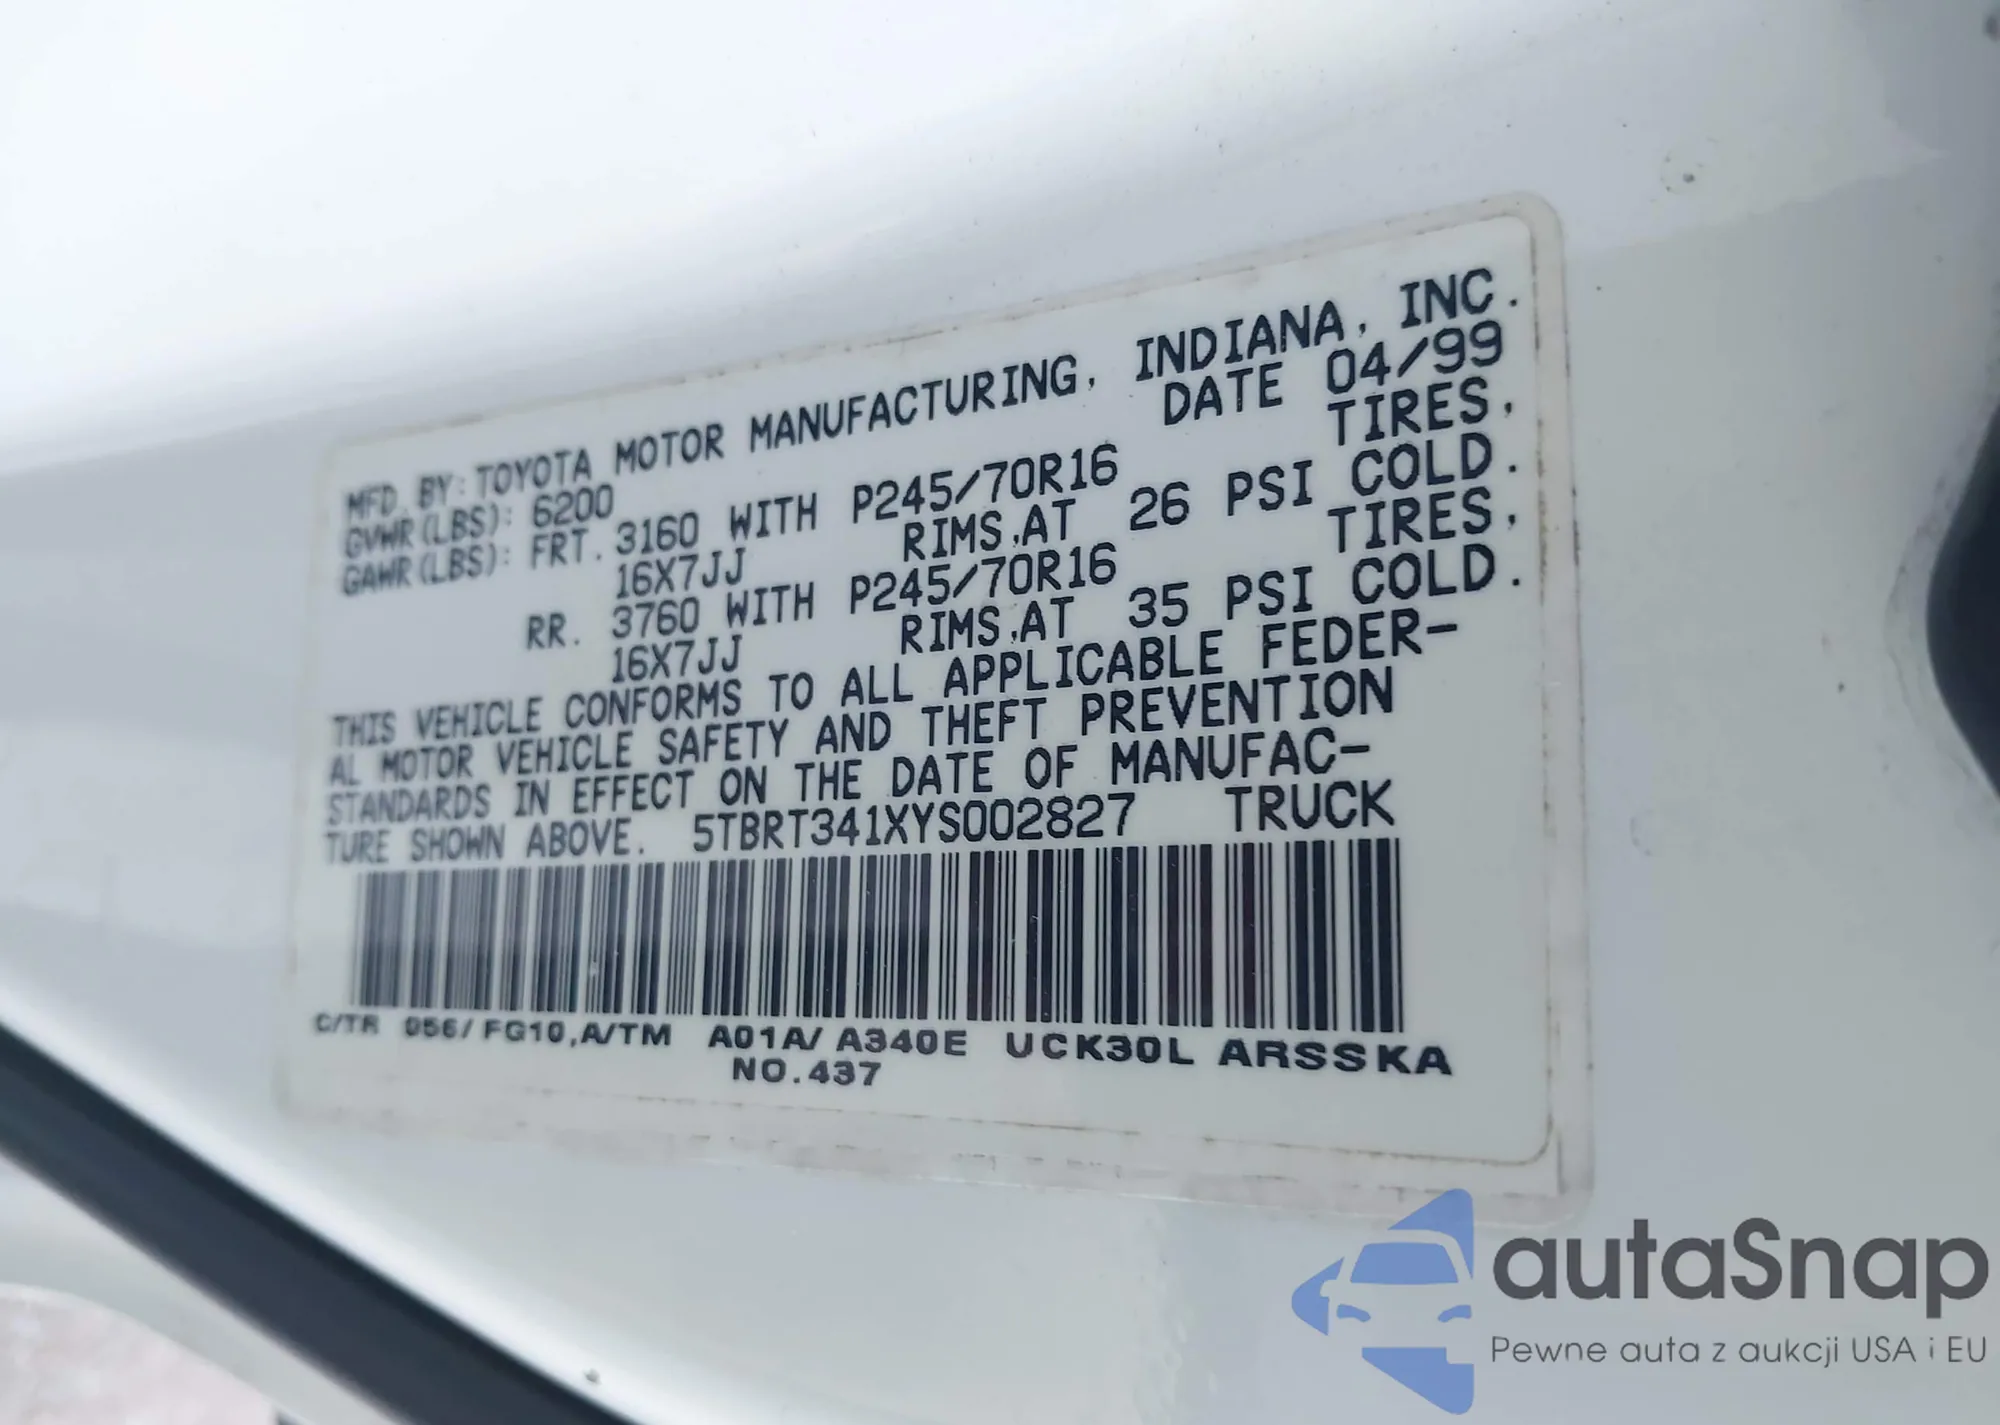 MFD. BY: TOYOTA MOTOR MANUFACTURING, INDIANA, INC.
GVWR(LBS): 6200 DATE 04/99
GAWR(LBS): FRT. 3160 WITH P245/70R16 TIRES,
16X7JJ RIMS,AT 26 PSI COLD.
RR. 3760 WITH P245/70R16 TIRES,
16X7JJ RIMS,AT 35 PSI COLD.
THIS VEHICLE CONFORMS TO ALL APPLICABLE FEDER-
AL MOTOR VEHICLE SAFETY AND THEFT PREVENTION
STANDARDS IN EFFECT ON THE DATE OF MANUFAC-
TURE SHOWN ABOVE. 5TBRT341XYS002827 TRUCK
C/TR 056/FG10,A/TM A01A/A340E UCK30L ARSSKA
NO.437
autaSnap
Pewne auta z aukcji USA i EU